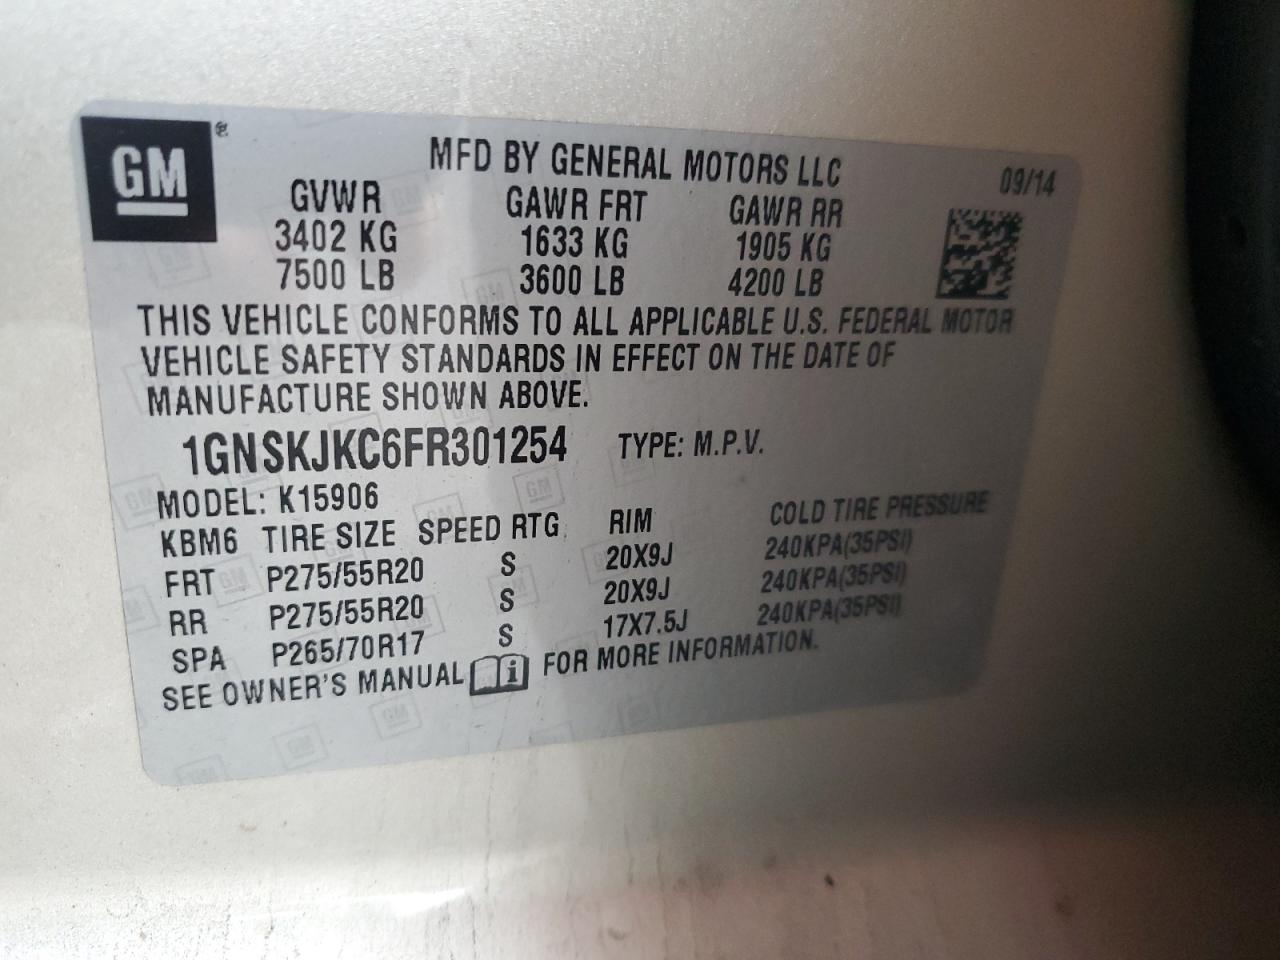 GM ®
MFD BY GENERAL MOTORS LLC 09/14
GVWR GAWR FRT GAWR RR
3402 KG 1633 KG 1905 KG
7500 LB 3600 LB 4200 LB
THIS VEHICLE CONFORMS TO ALL APPLICABLE U.S. FEDERAL MOTOR
VEHICLE SAFETY STANDARDS IN EFFECT ON THE DATE OF
MANUFACTURE SHOWN ABOVE.
1GNSKJKC6FR301254 TYPE: M.P.V.
MODEL: K15906
KBM6 TIRE SIZE SPEED RTG RIM COLD TIRE PRESSURE
FRT P275/55R20 S 20X9J 240KPA(35PSI)
RR P275/55R20 S 20X9J 240KPA(35PSI)
SPA P265/70R17 S 17X7.5J 240KPA(35PSI)
SEE OWNER'S MANUAL i FOR MORE INFORMATION.